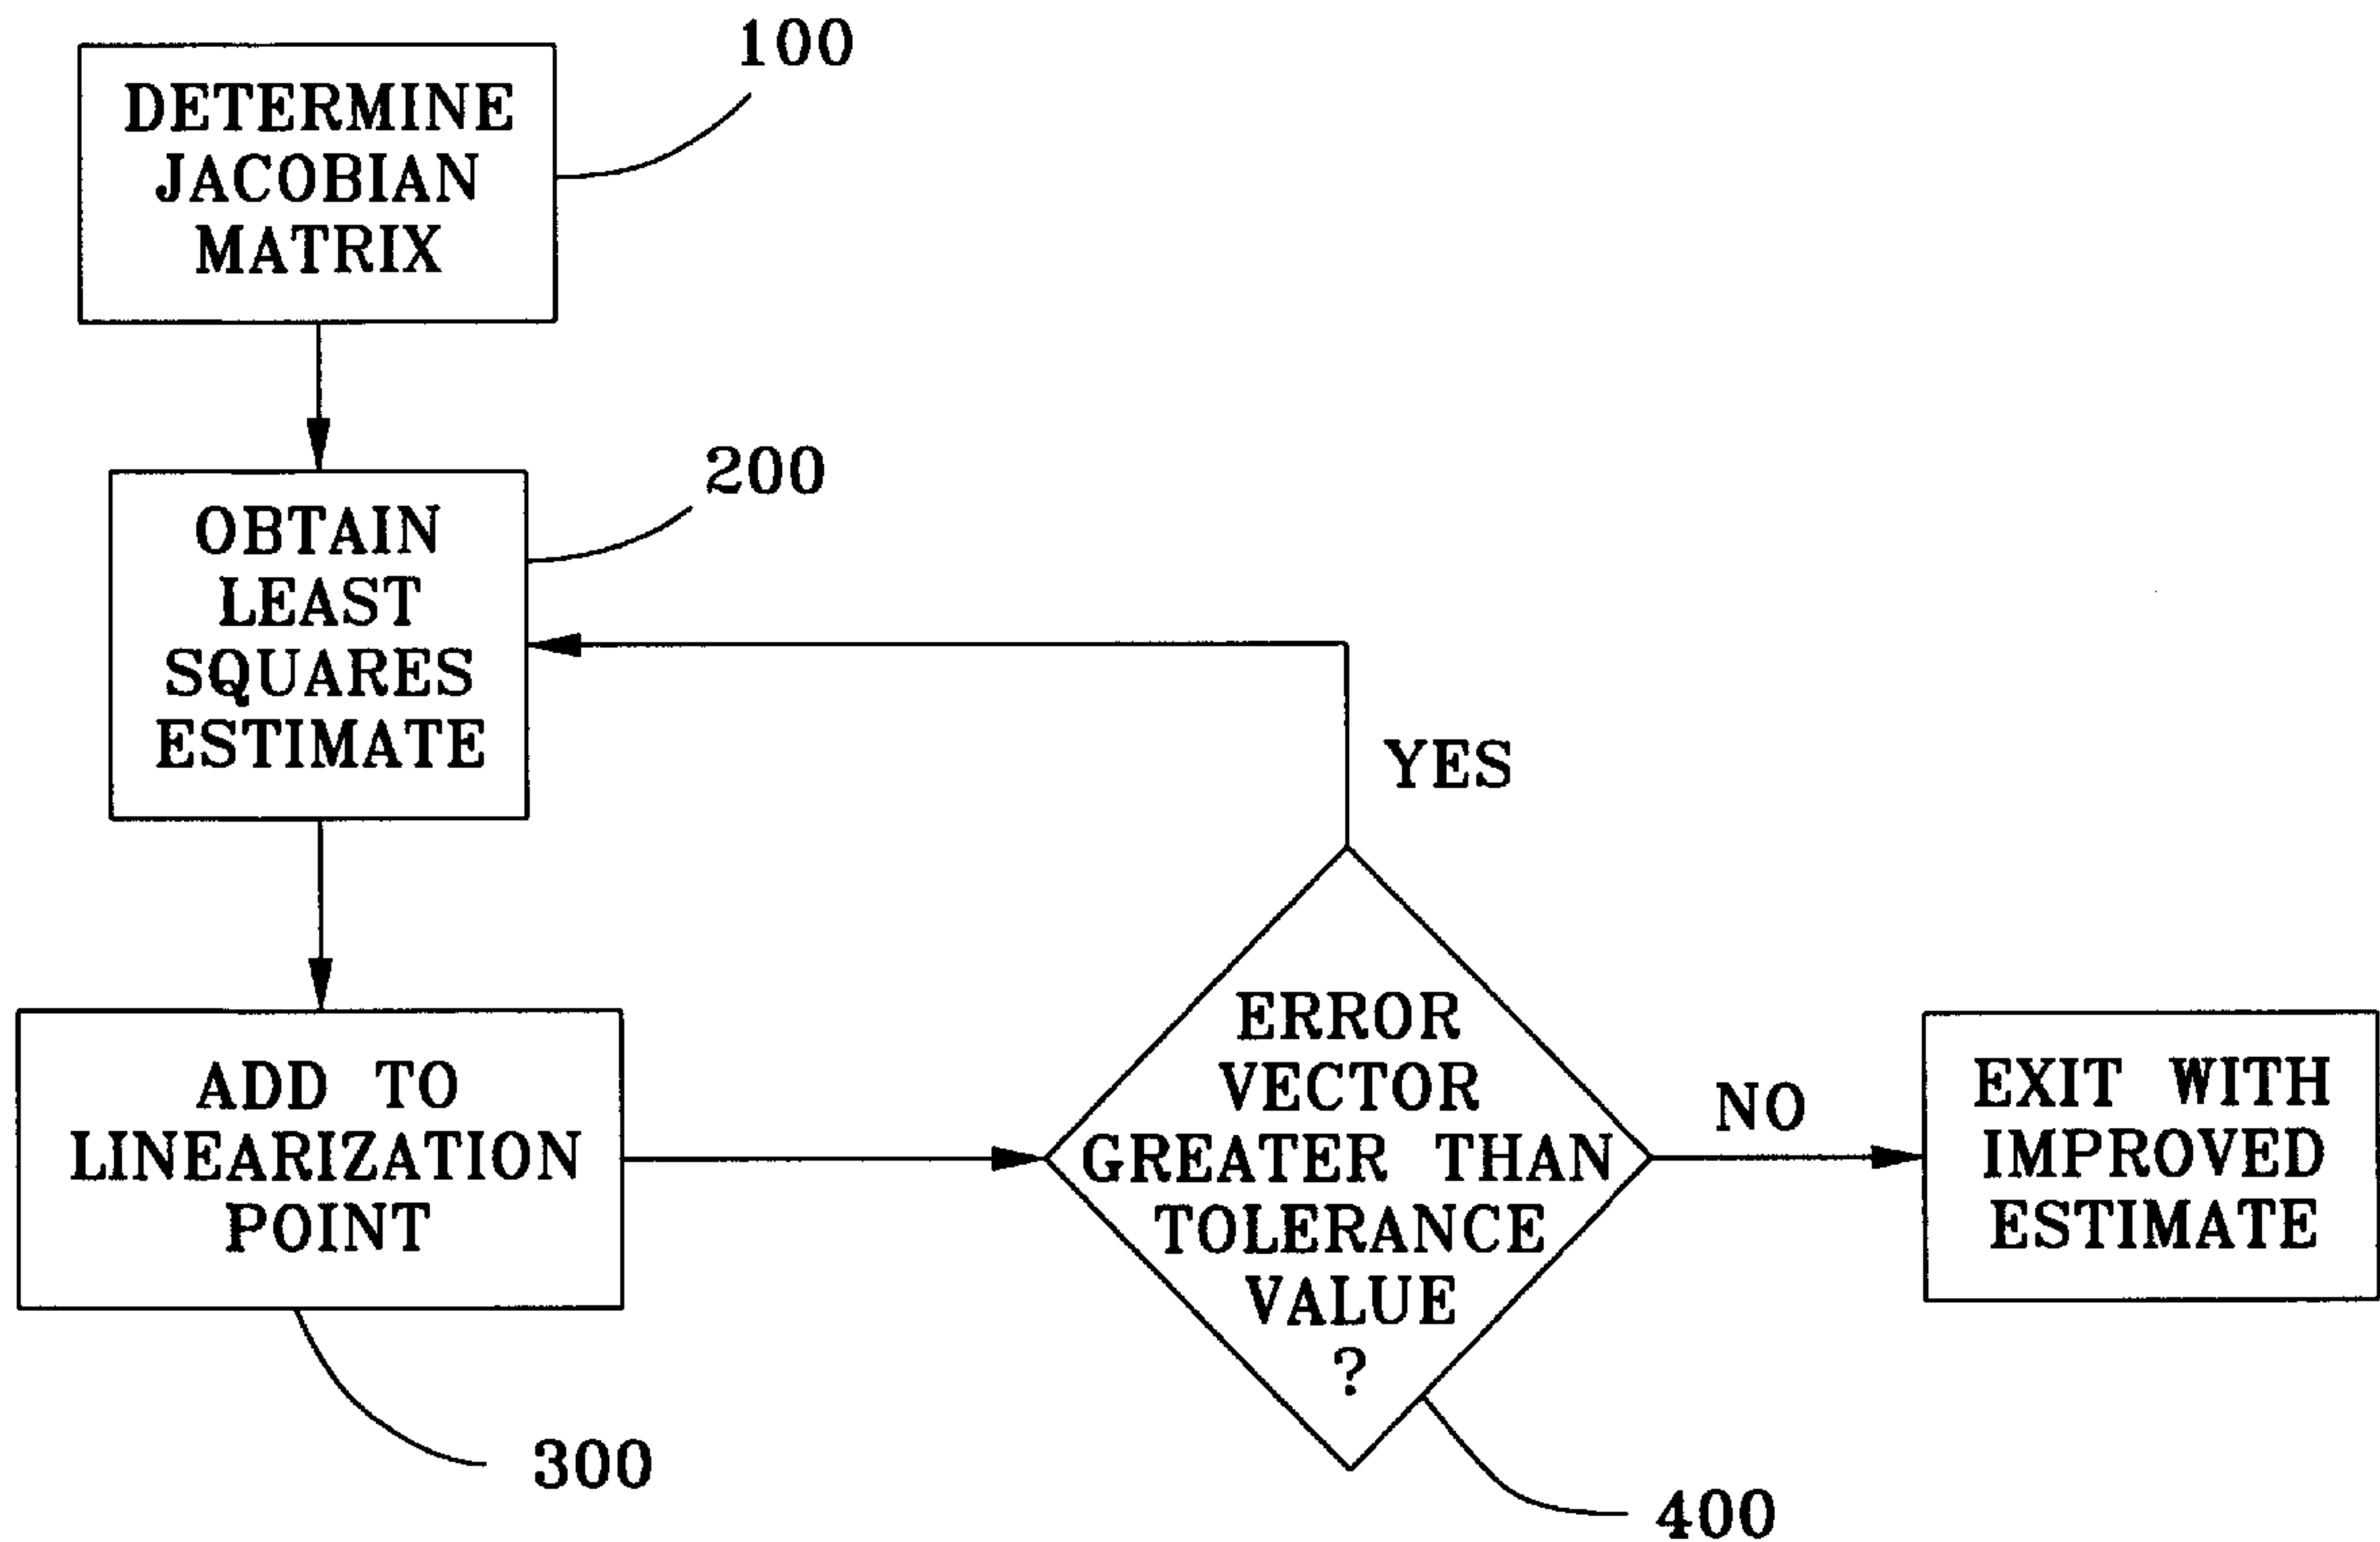 100
DETERMINE
JACOBIAN
MATRIX
200
OBTAIN
LEAST
SQUARES
ESTIMATE
YES
ADD TO
LINEARIZATION
POINT
300
ERROR
VECTOR
GREATER THAN
TOLERANCE
VALUE
?
400
NO
EXIT WITH
IMPROVED
ESTIMATE